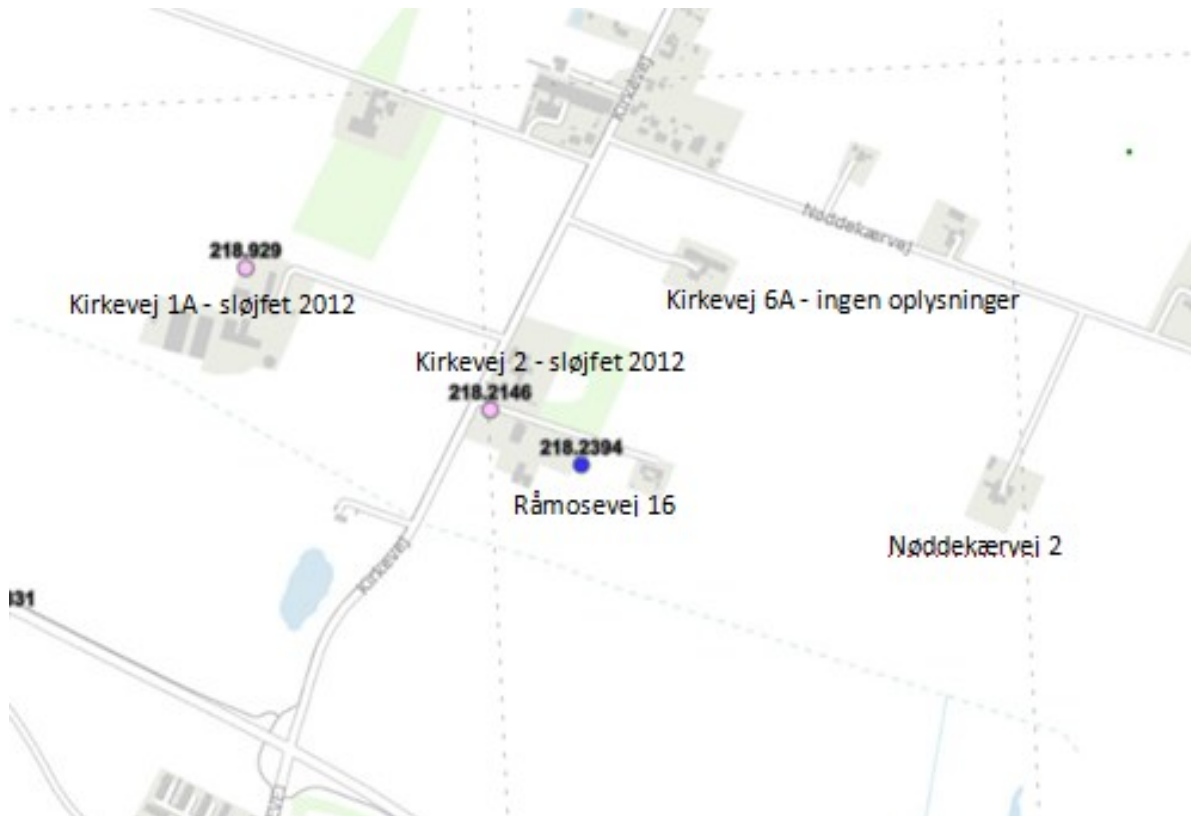 Kirkevej
Nøddekærvej
218.929
Kirkevej 1A - sløjfet 2012
Kirkevej 6A - ingen oplysninger
Kirkevej 2 - sløjfet 2012
218.2146
218.2394
Råmosevej 16
Nøddekærvej 2
Kirkevej
331